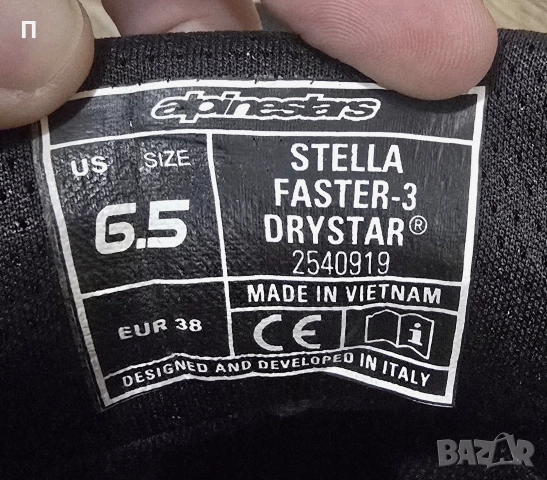 П
alpinestars
US SIZE
6.5
EUR 38
STELLA
FASTER-3
DRYSTAR®
2540919
MADE IN VIETNAM
CE
i
DESIGNED AND DEVELOPED IN ITALY
BAZAR